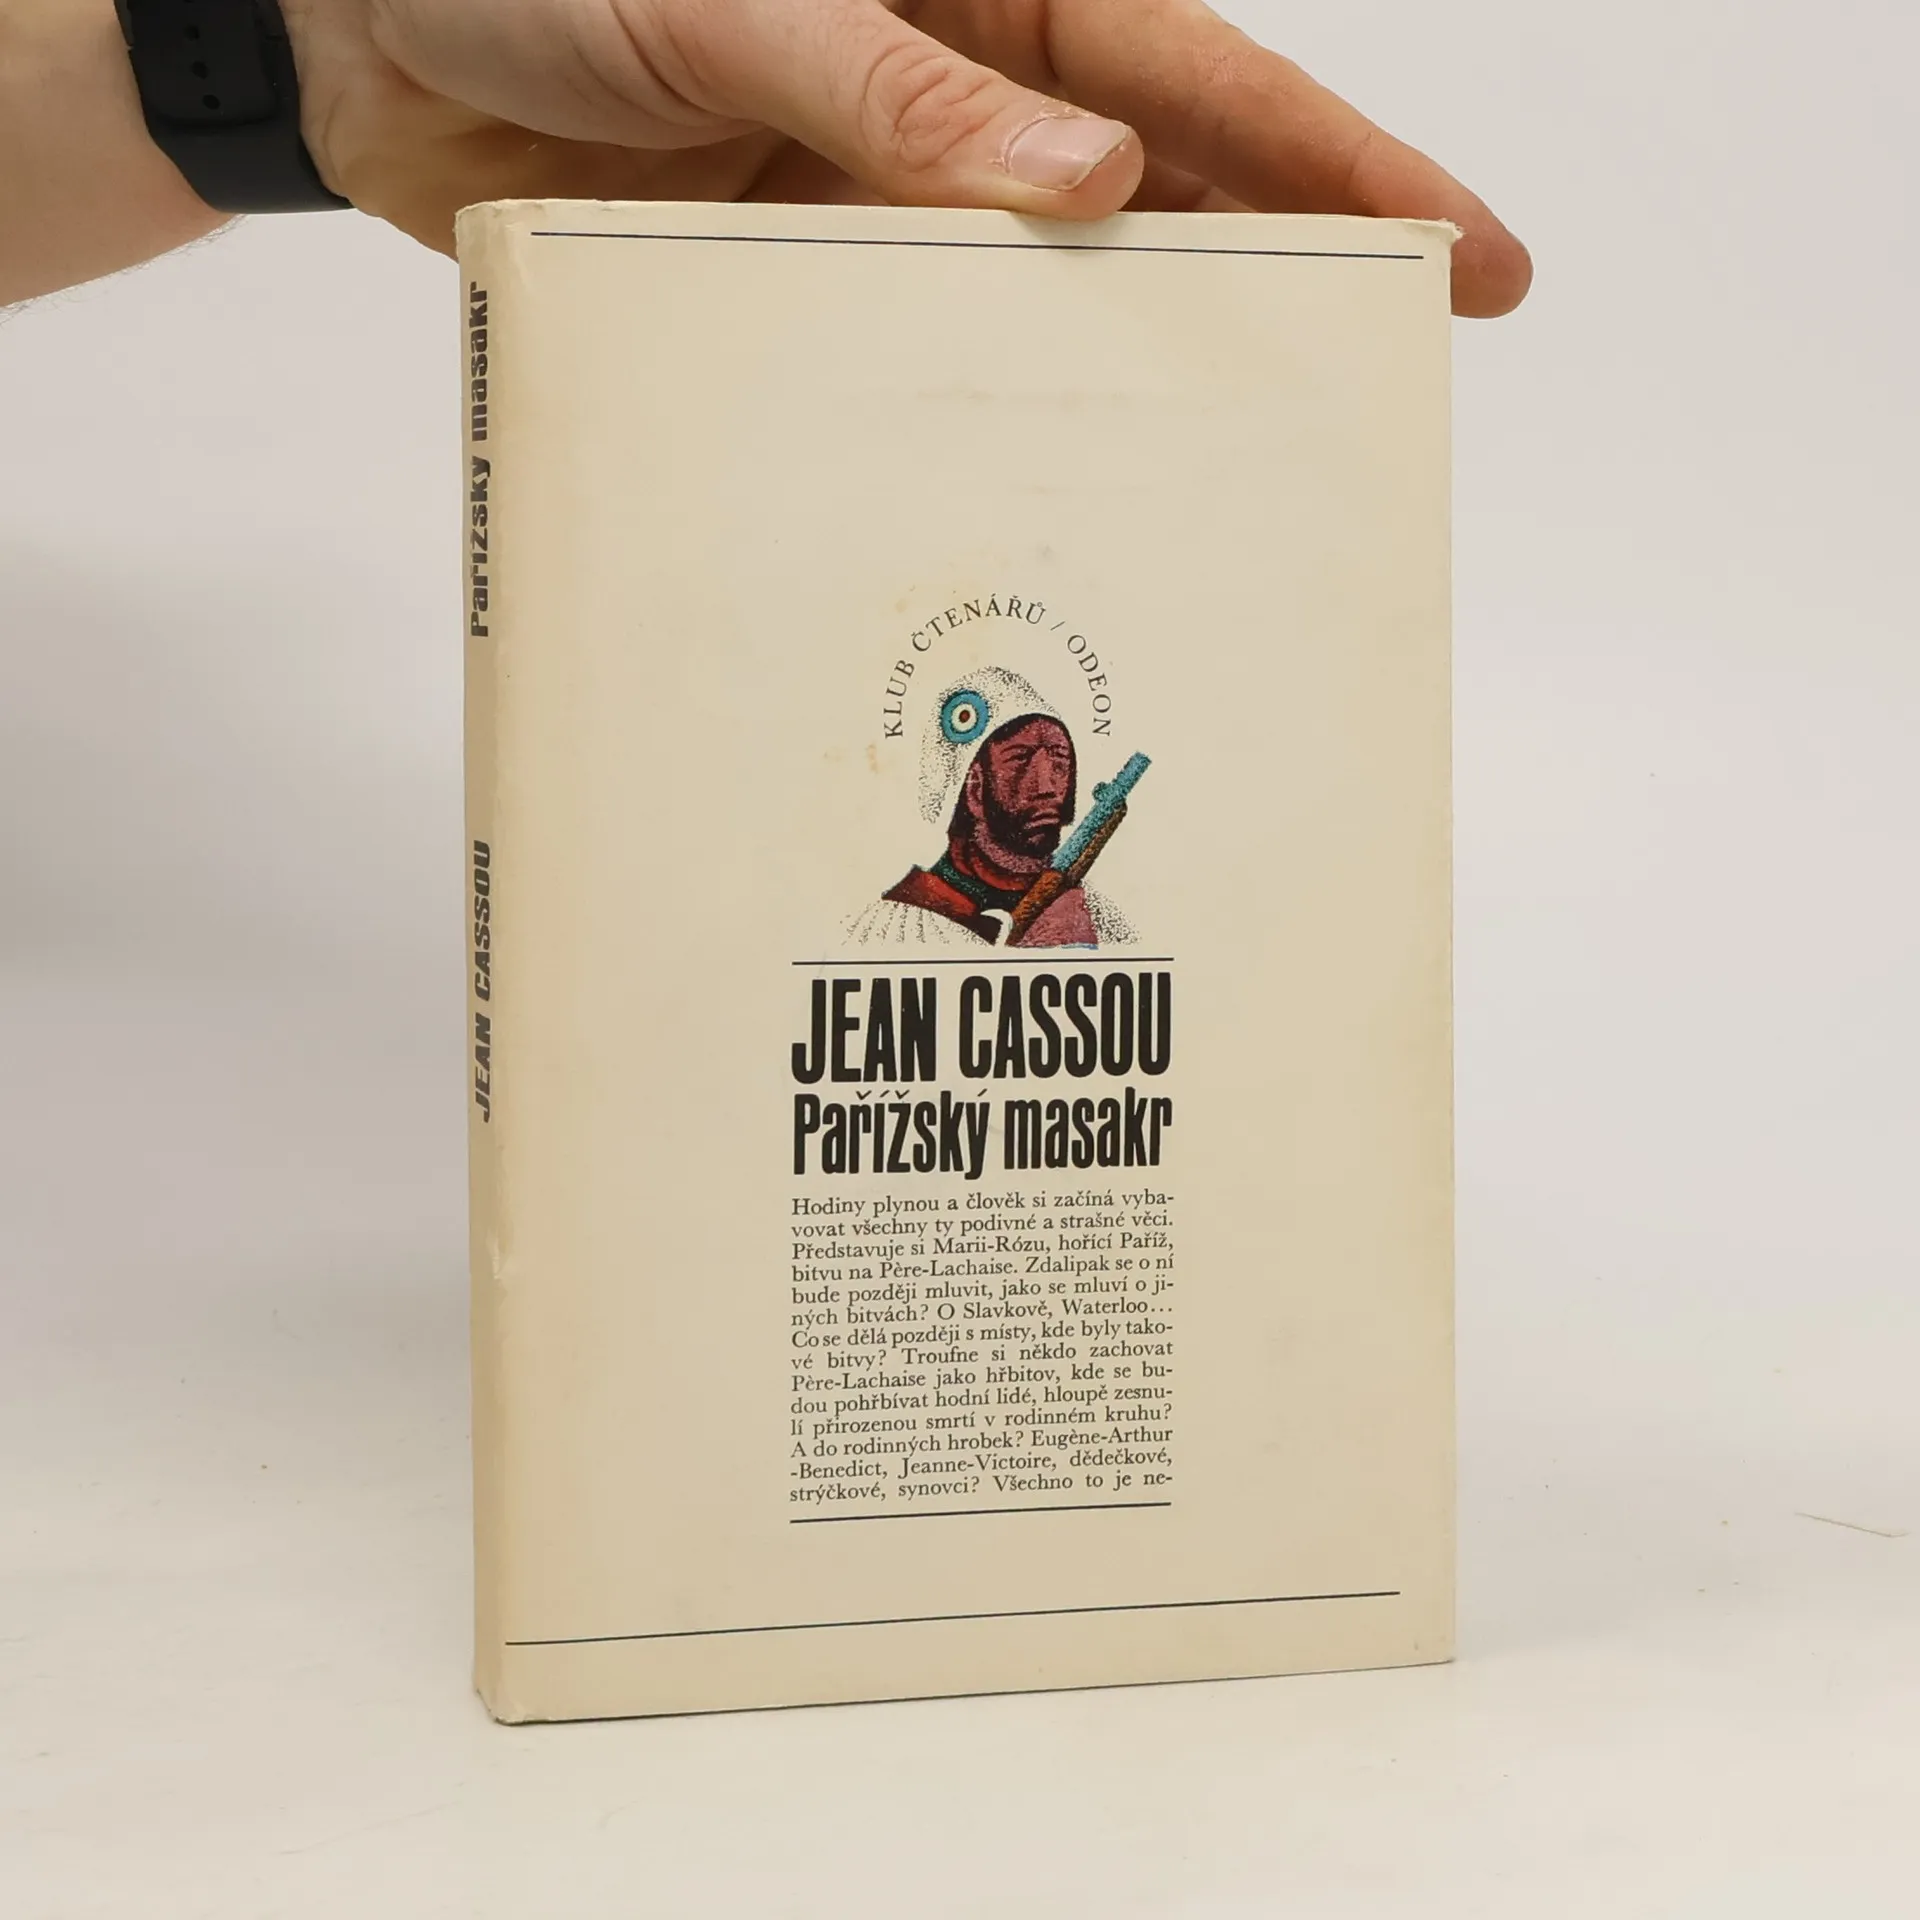 Pařížský masakr
JEAN CASSOU
KLUB ČTENÁŘŮ / ODEON
JEAN CASSOU
Pařížský masakr
Hodiny plynou a člověk si začíná vyba-
vovat všechny ty podivné a strašné věci.
Představuje si Marii-Rózu, hořící Paříž,
bitvu na Père-Lachaise. Zdalipak se o ní
bude později mluvit, jako se mluví o ji-
ných bitvách? O Slavkově, Waterloo...
Co se dělá později s místy, kde byly tako-
vé bitvy? Troufne si někdo zachovat
Père-Lachaise jako hřbitov, kde se bu-
dou pohřbívat hodní lidé, hloupě zesnu-
lí přirozenou smrtí v rodinném kruhu?
A do rodinných hrobek? Eugène-Arthur
-Benedict, Jeanne-Victoire, dědečkové,
strýčkové, synovci? Všechno to je ne-